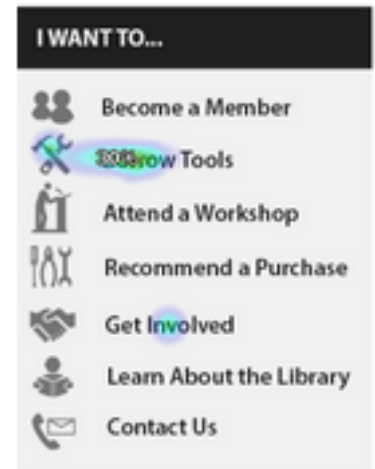 I WANT TO...
Become a Member
Tools
Attend a Workshop
Recommend a Purchase
Get Involved
Learn About the Library
Contact Us